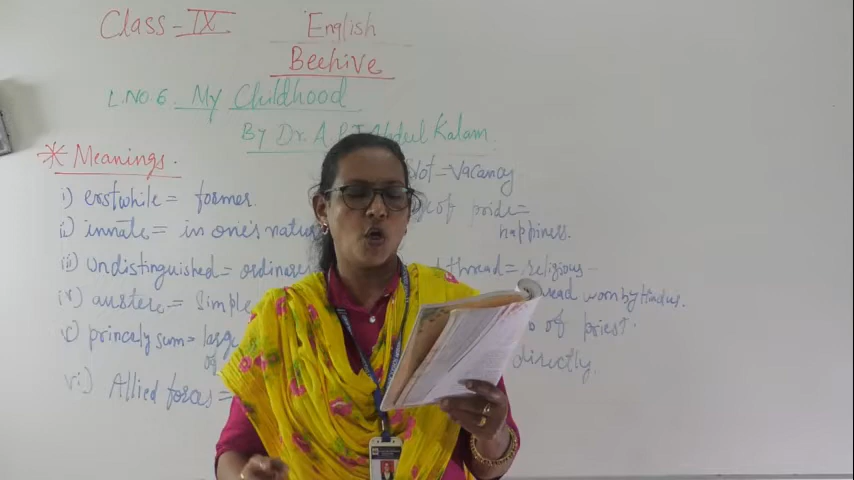 Class - IX English
Beehive
L.NO.6. My Childhood
By Dr. A. P. J Abdul Kalam.
* Meanings.
i) erstwhile = former.
= Vacancy
ii) innate = in one's nature
of pride =
happiness.
iii) undistinguished = ordinary
thread = religious
iv) austere = Simple
worn by Hindus.
v) princely sum = large
of priest.
of
directly.
vi) Allied forces =